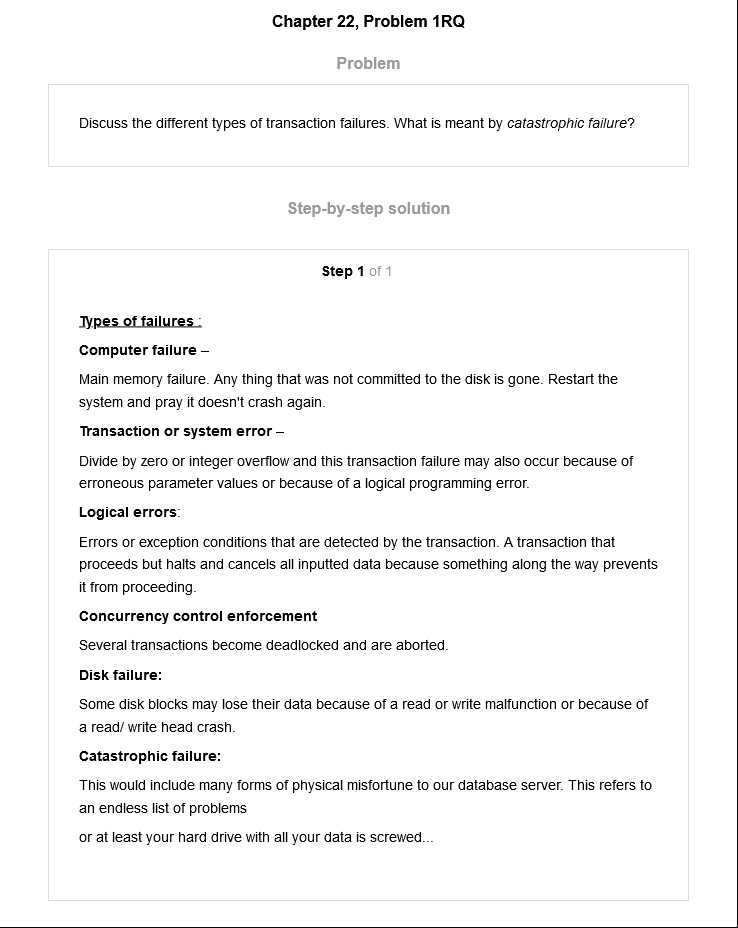 Chapter 22, Problem 1RQ
Problem
Discuss the different types of transaction failures. What is meant by catastrophic failure?
Step-by-step solution
Step 1 of 1
Types of failures :
Computer failure –
Main memory failure. Any thing that was not committed to the disk is gone. Restart the
system and pray it doesn't crash again.
Transaction or system error –
Divide by zero or integer overflow and this transaction failure may also occur because of
erroneous parameter values or because of a logical programming error.
Logical errors:
Errors or exception conditions that are detected by the transaction. A transaction that
proceeds but halts and cancels all inputted data because something along the way prevents
it from proceeding.
Concurrency control enforcement
Several transactions become deadlocked and are aborted.
Disk failure:
Some disk blocks may lose their data because of a read or write malfunction or because of
a read/ write head crash.
Catastrophic failure:
This would include many forms of physical misfortune to our database server. This refers to
an endless list of problems
or at least your hard drive with all your data is screwed...